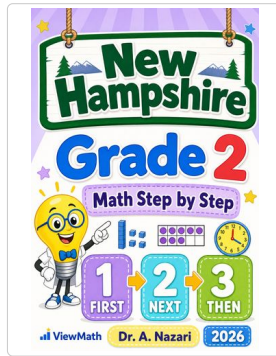 New
Hampshire
Grade 2
Math Step by Step
1 2 3
FIRST NEXT THEN
ViewMath Dr. A. Nazari 2026